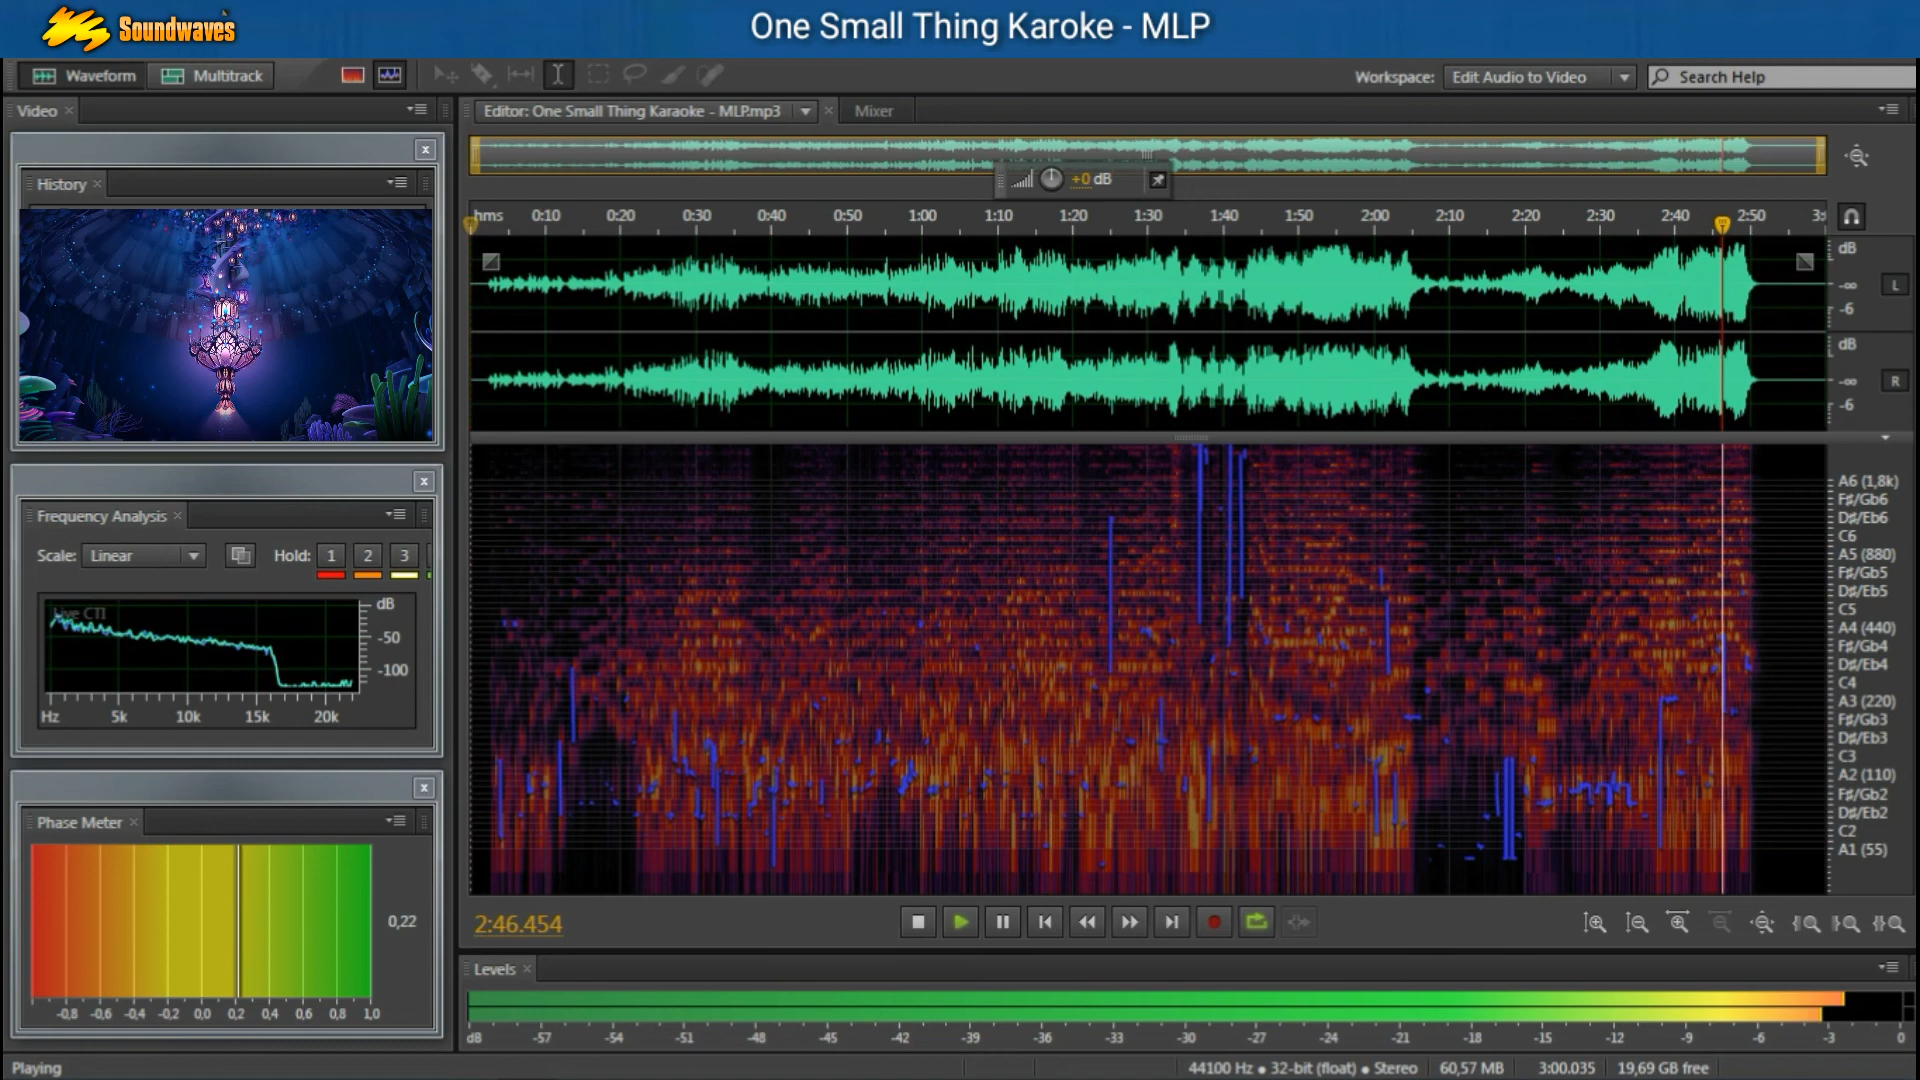 Soundwaves
One Small Thing Karoke - MLP
Waveform
Multitrack
Workspace:
Edit Audio to Video
Search Help
Video
Editor: One Small Thing Karaoke - MLP.mp3
Mixer
History
+0 dB
hms 0:10 0:20 0:30 0:40 0:50 1:00 1:10 1:20 1:30 1:40 1:50 2:00 2:10 2:20 2:30 2:40 2:50
dB
-∞ L
-6
dB
-∞ R
-6
Frequency Analysis
Scale: Linear Hold: 1 2 3
Live CTI
dB
-50
-100
Hz 5k 10k 15k 20k
A6 (1,8k)
F♯/Gb6
D♯/Eb6
C6
A5 (880)
F♯/Gb5
D♯/Eb5
C5
A4 (440)
F♯/Gb4
D♯/Eb4
C4
A3 (220)
F♯/Gb3
D♯/Eb3
C3
A2 (110)
F♯/Gb2
D♯/Eb2
C2
A1 (55)
Phase Meter
0,22
-0,8 -0,6 -0,4 -0,2 0,0 0,2 0,4 0,6 0,8 1,0
2:46.454
Levels
dB -57 -54 -51 -48 -45 -42 -39 -36 -33 -30 -27 -24 -21 -18 -15 -12 -9 -6 -3 0
Playing
44100 Hz ● 32-bit (float) ● Stereo 60,57 MB 3:00.035 19,69 GB free